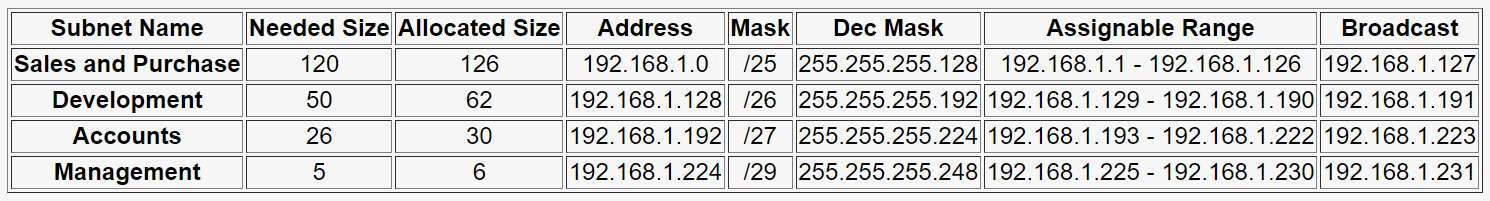 Subnet Name Needed Size Allocated Size Address Mask Dec Mask Assignable Range Broadcast
Sales and Purchase 120 126 192.168.1.0 /25 255.255.255.128 192.168.1.1 - 192.168.1.126 192.168.1.127
Development 50 62 192.168.1.128 /26 255.255.255.192 192.168.1.129 - 192.168.1.190 192.168.1.191
Accounts 26 30 192.168.1.192 /27 255.255.255.224 192.168.1.193 - 192.168.1.222 192.168.1.223
Management 5 6 192.168.1.224 /29 255.255.255.248 192.168.1.225 - 192.168.1.230 192.168.1.231